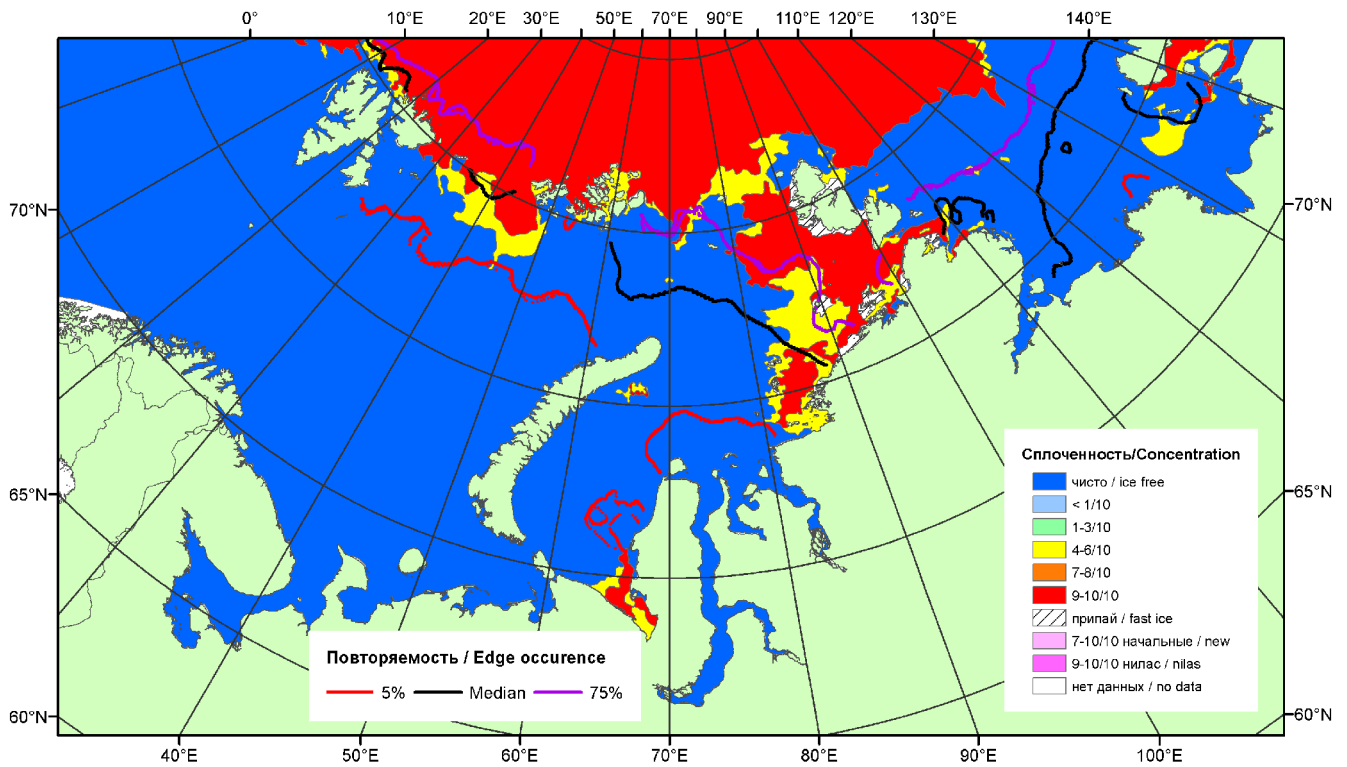 0° 10°E 20°E 30°E 40°E 50°E 70°E 90°E 110°E 120°E 130°E 140°E
70°N 70°N
65°N 65°N
60°N 60°N
Сплоченность/Concentration
чисто / ice free
< 1/10
1-3/10
4-6/10
7-8/10
9-10/10
припай / fast ice
7-10/10 начальные / new
9-10/10 нилас / nilas
нет данных / no data
Повторяемость / Edge occurence
5% Median 75%
40°E 50°E 60°E 70°E 80°E 90°E 100°E